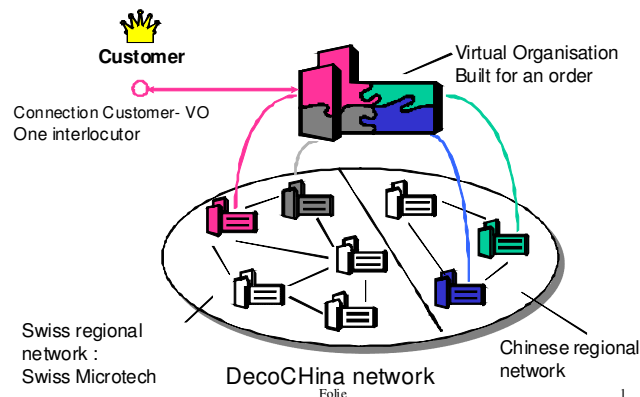 Customer
Connection Customer- VO
One interlocutor
Virtual Organisation
Built for an order
Swiss regional
network :
Swiss Microtech
DecoCHina network
Chinese regional
network
Folie
1